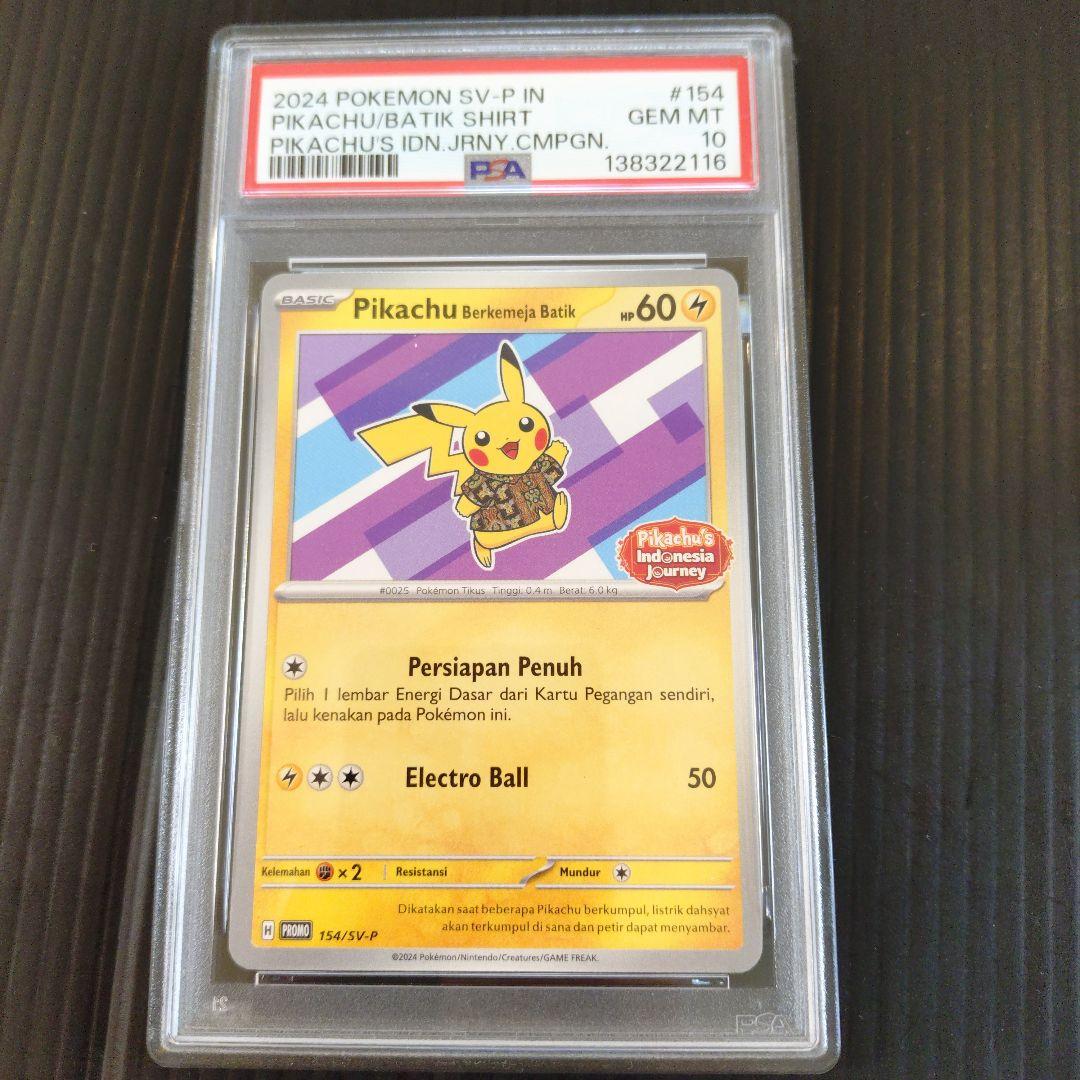 2024 POKEMON SV-P IN #154
PIKACHU/BATIK SHIRT GEM MT
PIKACHU'S IDN.JRNY.CMPGN. 10
PSA 138322116
BASIC Pikachu Berkemeja Batik HP 60
Pikachu's
Indonesia
Journey
#0025 Pokémon Tikus Tinggi: 0.4 m Berat: 6.0 kg
Persiapan Penuh
Pilih 1 lembar Energi Dasar dari Kartu Pegangan sendiri,
lalu kenakan pada Pokémon ini.
Electro Ball 50
Kelemahan ×2 Resistansi Mundur
Dikatakan saat beberapa Pikachu berkumpul, listrik dahsyat
akan terkumpul di sana dan petir dapat menyambar.
H PROMO 154/SV-P
©2024 Pokémon/Nintendo/Creatures/GAME FREAK.
PSA